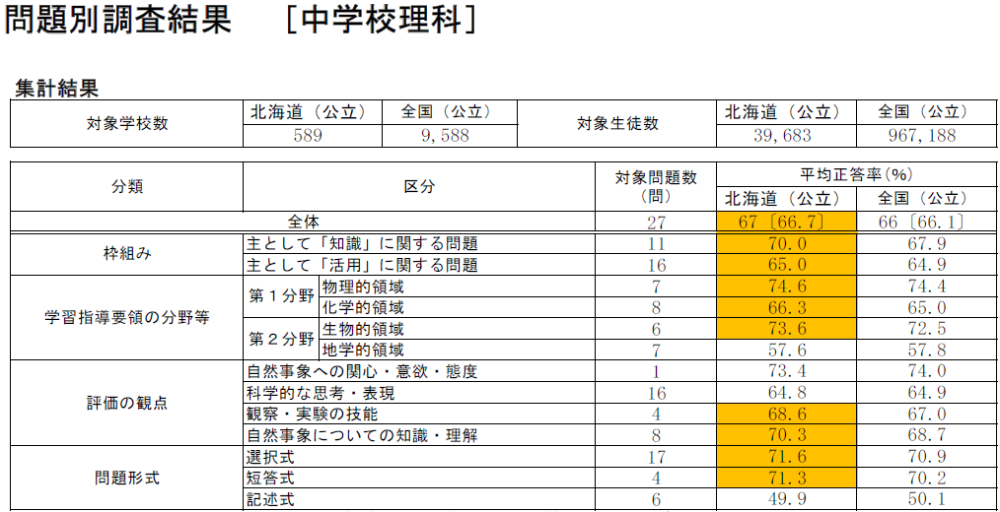 問題別調査結果 ［中学校理科］
集計結果
対象学校数 北海道（公立） 全国（公立） 対象生徒数 北海道（公立） 全国（公立）
589 9,588 39,683 967,188
分類 区分 対象問題数（問） 平均正答率(%)
北海道（公立） 全国（公立）
全体 27 67〔66.7〕 66〔66.1〕
枠組み 主として「知識」に関する問題 11 70.0 67.9
主として「活用」に関する問題 16 65.0 64.9
学習指導要領の分野等 第１分野 物理的領域 7 74.6 74.4
化学的領域 8 66.3 65.0
第２分野 生物的領域 6 73.6 72.5
地学的領域 7 57.6 57.8
評価の観点 自然事象への関心・意欲・態度 1 73.4 74.0
科学的な思考・表現 16 64.8 64.9
観察・実験の技能 4 68.6 67.0
自然事象についての知識・理解 8 70.3 68.7
問題形式 選択式 17 71.6 70.9
短答式 4 71.3 70.2
記述式 6 49.9 50.1